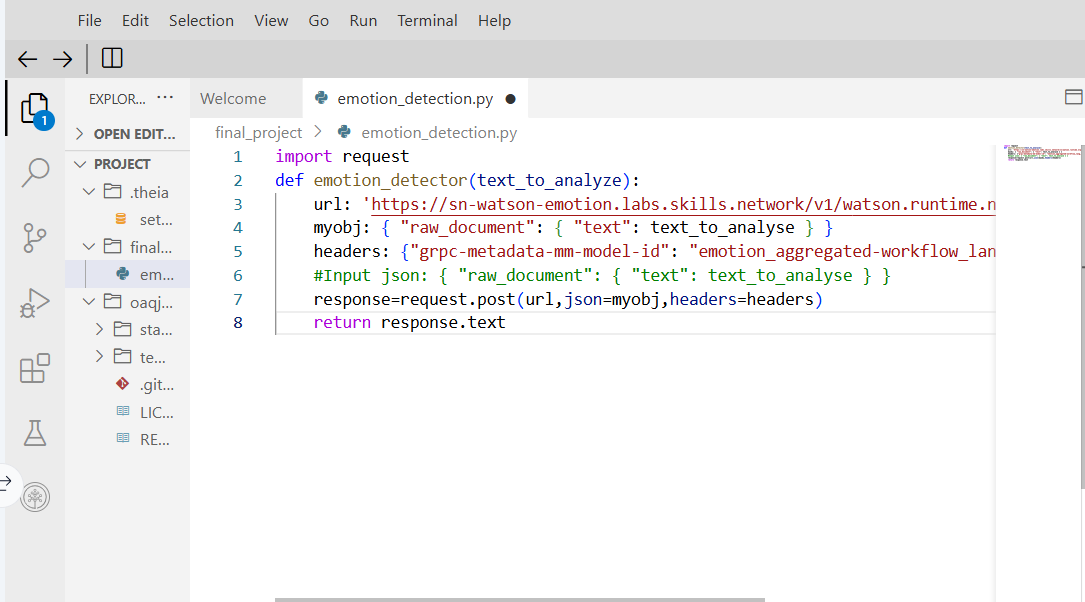 File Edit Selection View Go Run Terminal Help
1
EXPLOR... ···
OPEN EDIT...
PROJECT
.theia
set...
final...
em...
oaqj...
sta...
te...
.git...
LIC...
RE...
Welcome emotion_detection.py
final_project > emotion_detection.py
1 import request
2 def emotion_detector(text_to_analyze):
3 url: 'https://sn-watson-emotion.labs.skills.network/v1/watson.runtime.n
4 myobj: { "raw_document": { "text": text_to_analyse } }
5 headers: {"grpc-metadata-mm-model-id": "emotion_aggregated-workflow_lan
6 #Input json: { "raw_document": { "text": text_to_analyse } }
7 response=request.post(url,json=myobj,headers=headers)
8 return response.text